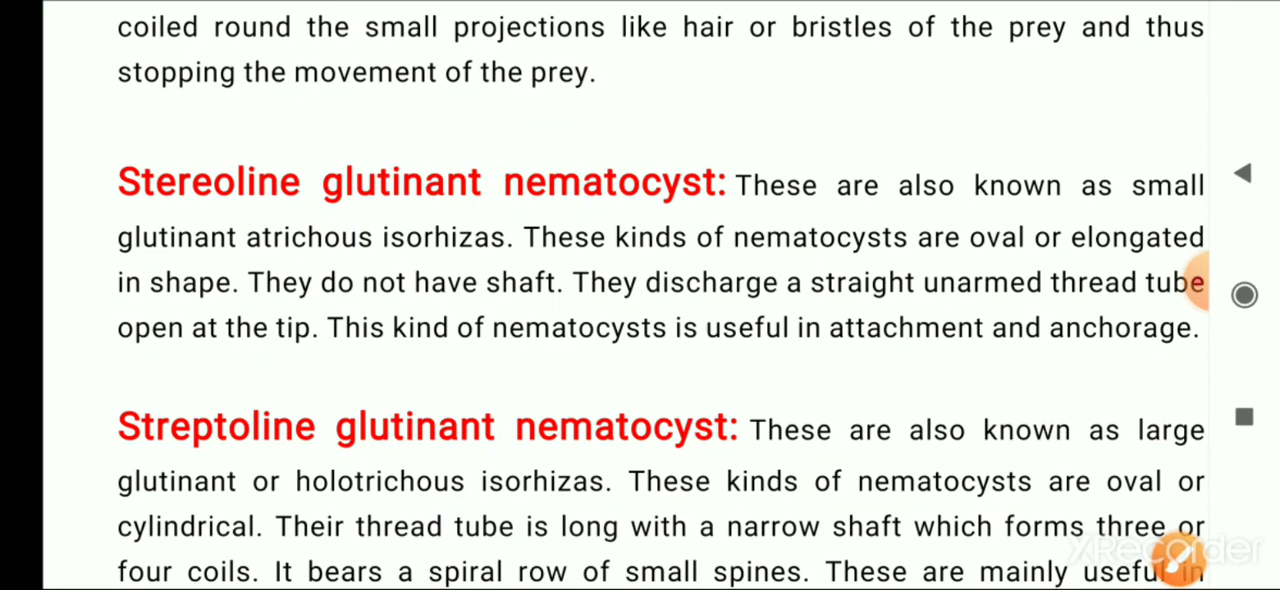 coiled round the small projections like hair or bristles of the prey and thus
stopping the movement of the prey.
Stereoline glutinant nematocyst: These are also known as small
glutinant atrichous isorhizas. These kinds of nematocysts are oval or elongated
in shape. They do not have shaft. They discharge a straight unarmed thread tube
open at the tip. This kind of nematocysts is useful in attachment and anchorage.
Streptoline glutinant nematocyst: These are also known as large
glutinant or holotrichous isorhizas. These kinds of nematocysts are oval or
cylindrical. Their thread tube is long with a narrow shaft which forms three or
four coils. It bears a spiral row of small spines. These are mainly useful in
XRecorder